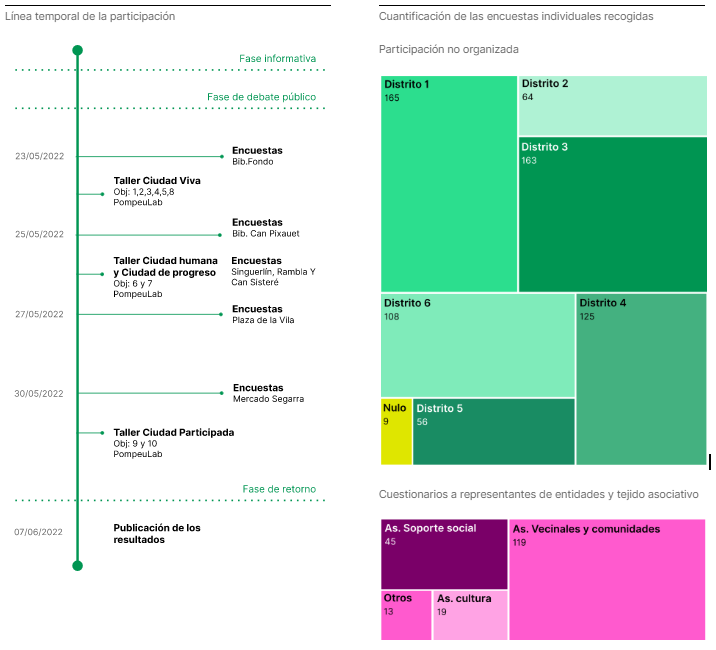 Línea temporal de la participación
Fase informativa
Fase de debate público
23/05/2022
Encuestas
Bib.Fondo
Taller Ciudad Viva
Obj: 1,2,3,4,5,8
PompeuLab
25/05/2022
Encuestas
Bib. Can Pixauet
Taller Ciudad humana
y Ciudad de progreso
Obj: 6 y 7
PompeuLab
Encuestas
Singuerlín, Rambla Y
Can Sisteré
27/05/2022
Encuestas
Plaza de la Vila
30/05/2022
Encuestas
Mercado Segarra
Taller Ciudad Participada
Obj: 9 y 10
PompeuLab
Fase de retorno
07/06/2022
Publicación de los
resultados
Cuantificación de las encuestas individuales recogidas
Participación no organizada
Distrito 1
165
Distrito 2
64
Distrito 3
163
Distrito 6
108
Distrito 4
125
Nulo
9
Distrito 5
56
Cuestionarios a representantes de entidades y tejido asociativo
As. Soporte social
45
As. Vecinales y comunidades
119
Otros
13
As. cultura
19